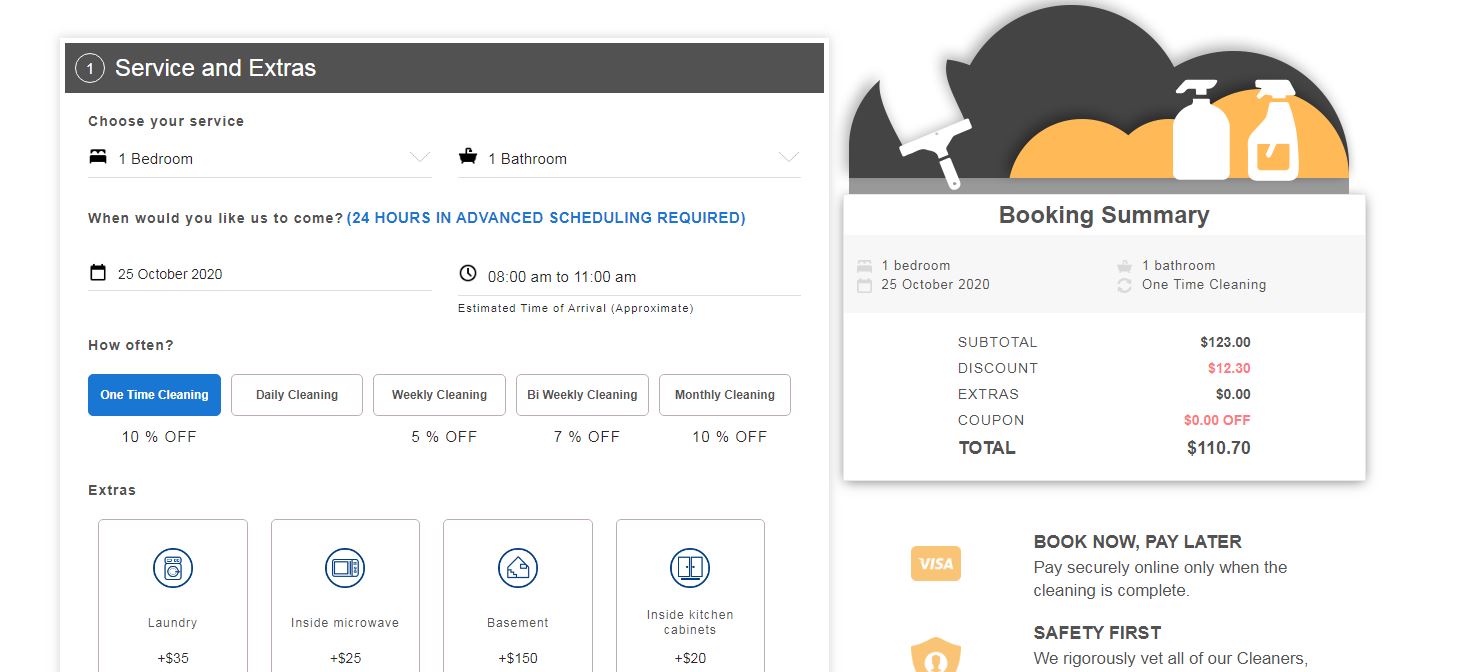 1 Service and Extras
Choose your service
1 Bedroom
1 Bathroom
When would you like us to come? (24 HOURS IN ADVANCED SCHEDULING REQUIRED)
25 October 2020
08:00 am to 11:00 am
Estimated Time of Arrival (Approximate)
How often?
One Time Cleaning
Daily Cleaning
Weekly Cleaning
Bi Weekly Cleaning
Monthly Cleaning
10 % OFF
5 % OFF
7 % OFF
10 % OFF
Extras
Laundry
+$35
Inside microwave
+$25
Basement
+$150
Inside kitchen
cabinets
+$20
Booking Summary
1 bedroom
1 bathroom
25 October 2020
One Time Cleaning
SUBTOTAL $123.00
DISCOUNT $12.30
EXTRAS $0.00
COUPON $0.00 OFF
TOTAL $110.70
VISA
BOOK NOW, PAY LATER
Pay securely online only when the
cleaning is complete.
SAFETY FIRST
We rigorously vet all of our Cleaners,